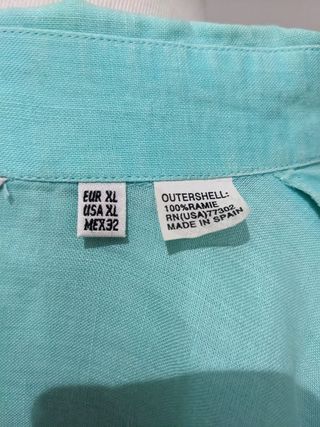 EUR XL
USA XL
MEX32
OUTERSHELL:
100%RAMIE
RN(USA)77302
MADE IN SPAIN